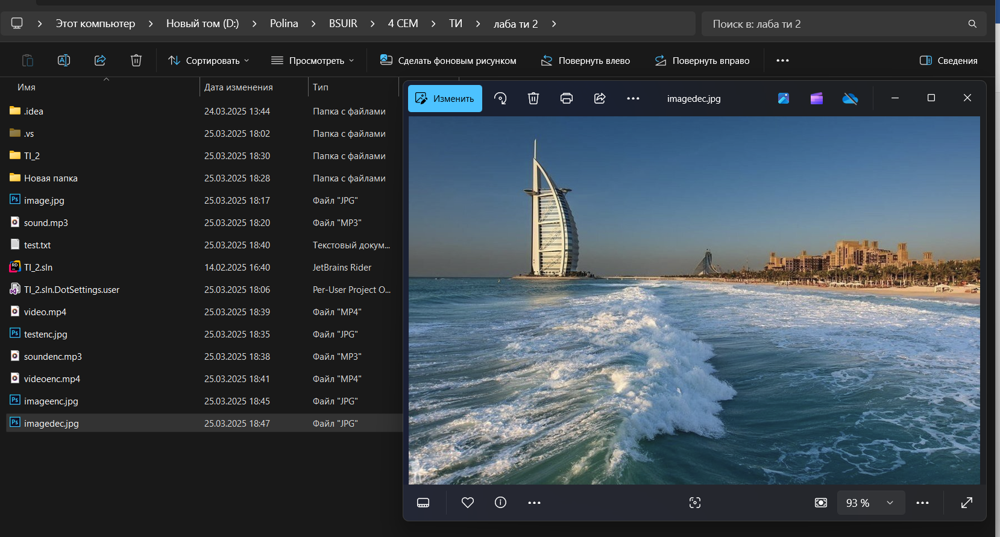 Этот компьютер > Новый том (D:) > Polina > BSUIR > 4 СЕМ > ТИ > лаба ти 2 >
Поиск в: лаба ти 2
Сортировать
Просмотреть
Сделать фоновым рисунком
Повернуть влево
Повернуть вправо
Сведения
Имя Дата изменения Тип
.idea 24.03.2025 13:44 Папка с файлами
.vs 25.03.2025 18:02 Папка с файлами
TI_2 25.03.2025 18:30 Папка с файлами
Новая папка 25.03.2025 18:28 Папка с файлами
Ps image.jpg 25.03.2025 18:17 Файл "JPG"
sound.mp3 25.03.2025 18:20 Файл "MP3"
test.txt 25.03.2025 18:40 Текстовый докум...
RD TI_2.sln 14.02.2025 16:40 JetBrains Rider
TI_2.sln.DotSettings.user 25.03.2025 18:06 Per-User Project O...
video.mp4 25.03.2025 18:39 Файл "MP4"
Ps testenc.jpg 25.03.2025 18:35 Файл "JPG"
soundenc.mp3 25.03.2025 18:38 Файл "MP3"
videoenc.mp4 25.03.2025 18:41 Файл "MP4"
Ps imageenc.jpg 25.03.2025 18:45 Файл "JPG"
Ps imagedec.jpg 25.03.2025 18:47 Файл "JPG"
Изменить
imagedec.jpg
93 %